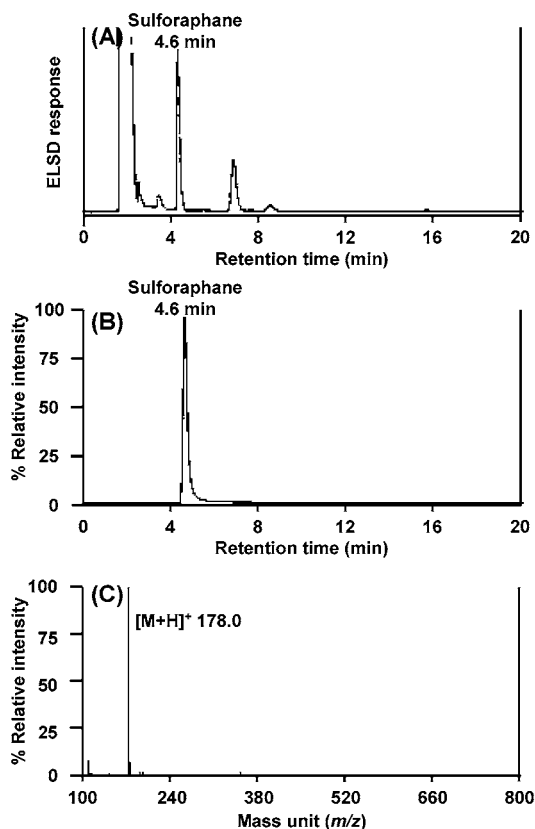 Sulforaphane
(A) 4.6 min
ELSD response
0 4 8 12 16 20
Retention time (min)
Sulforaphane
(B) 4.6 min
% Relative intensity
100
75
50
25
0
0 4 8 12 16 20
Retention time (min)
(C)
[M+H]⁺ 178.0
% Relative intensity
100
75
50
25
0
100 240 380 520 660 800
Mass unit (m/z)